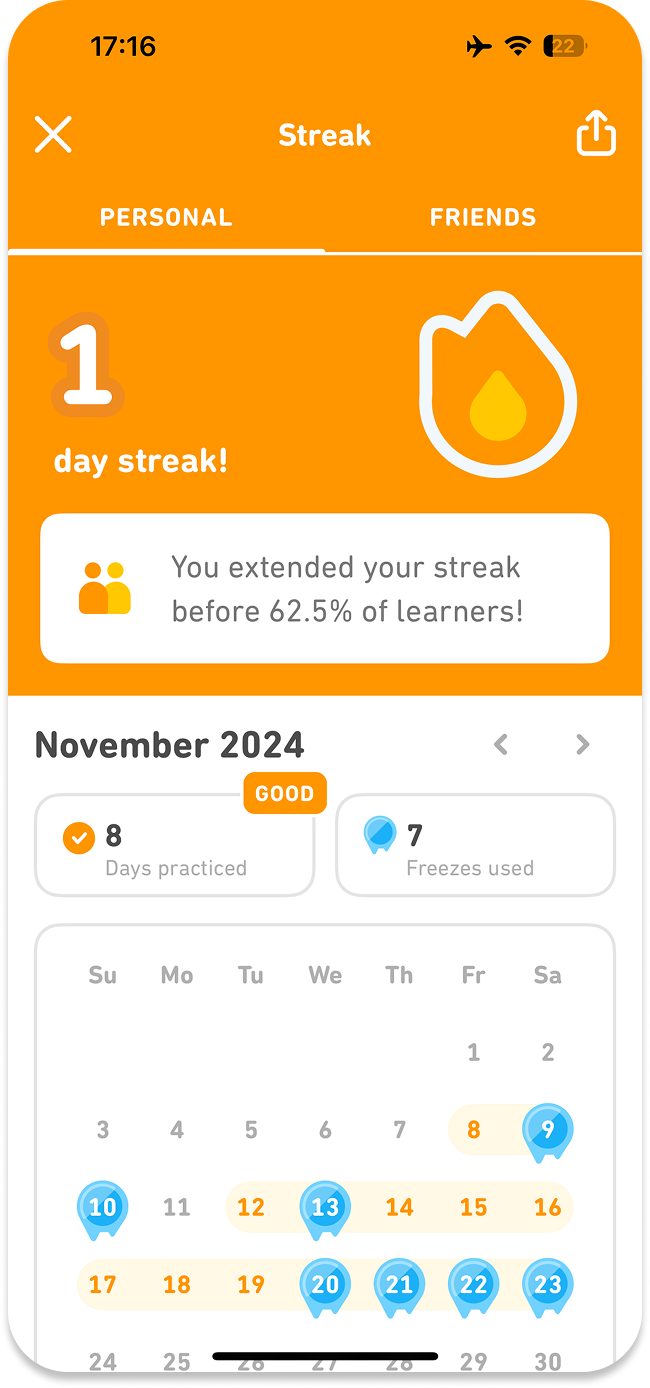 17:16 22
Streak
PERSONAL FRIENDS
1
day streak!
You extended your streak
before 62.5% of learners!
November 2024
GOOD
8 7
Days practiced Freezes used
Su Mo Tu We Th Fr Sa
1 2
3 4 5 6 7 8 9
10 11 12 13 14 15 16
17 18 19 20 21 22 23
24 25 26 27 28 29 30